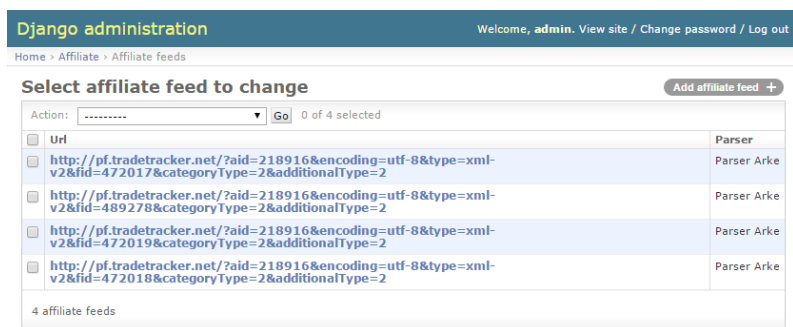 Django administration
Welcome, admin. View site / Change password / Log out
Home › Affiliate › Affiliate feeds
Select affiliate feed to change
Add affiliate feed +
Action: --------- Go 0 of 4 selected
Url Parser
http://pf.tradetracker.net/?aid=218916&encoding=utf-8&type=xml- Parser Arke
v2&fid=472017&categoryType=2&additionalType=2
http://pf.tradetracker.net/?aid=218916&encoding=utf-8&type=xml- Parser Arke
v2&fid=489278&categoryType=2&additionalType=2
http://pf.tradetracker.net/?aid=218916&encoding=utf-8&type=xml- Parser Arke
v2&fid=472019&categoryType=2&additionalType=2
http://pf.tradetracker.net/?aid=218916&encoding=utf-8&type=xml- Parser Arke
v2&fid=472018&categoryType=2&additionalType=2
4 affiliate feeds